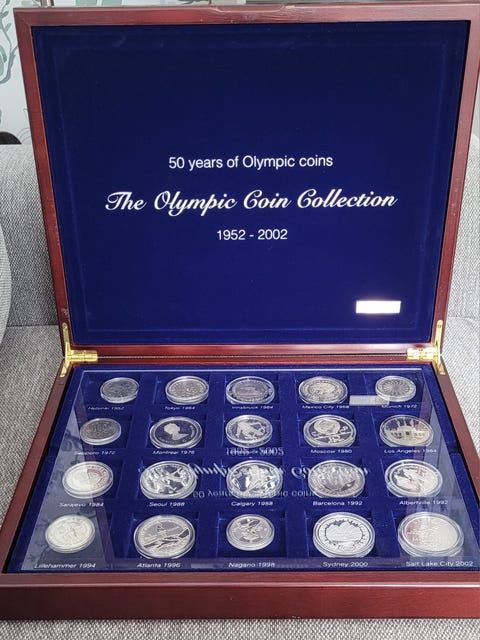 50 years of Olympic coins
The Olympic Coin Collection
1952 - 2002
Helsinki 1952
Tokyo 1964
Innsbruck 1964
Mexico City 1968
Munich 1972
Sapporo 1972
Montreal 1976
Moscow 1980
Los Angeles 1984
Sarajevo 1984
Seoul 1988
Calgary 1988
Barcelona 1992
Albertville 1992
Lillehammer 1994
Atlanta 1996
Nagano 1998
Sydney 2000
Salt Lake City 2002